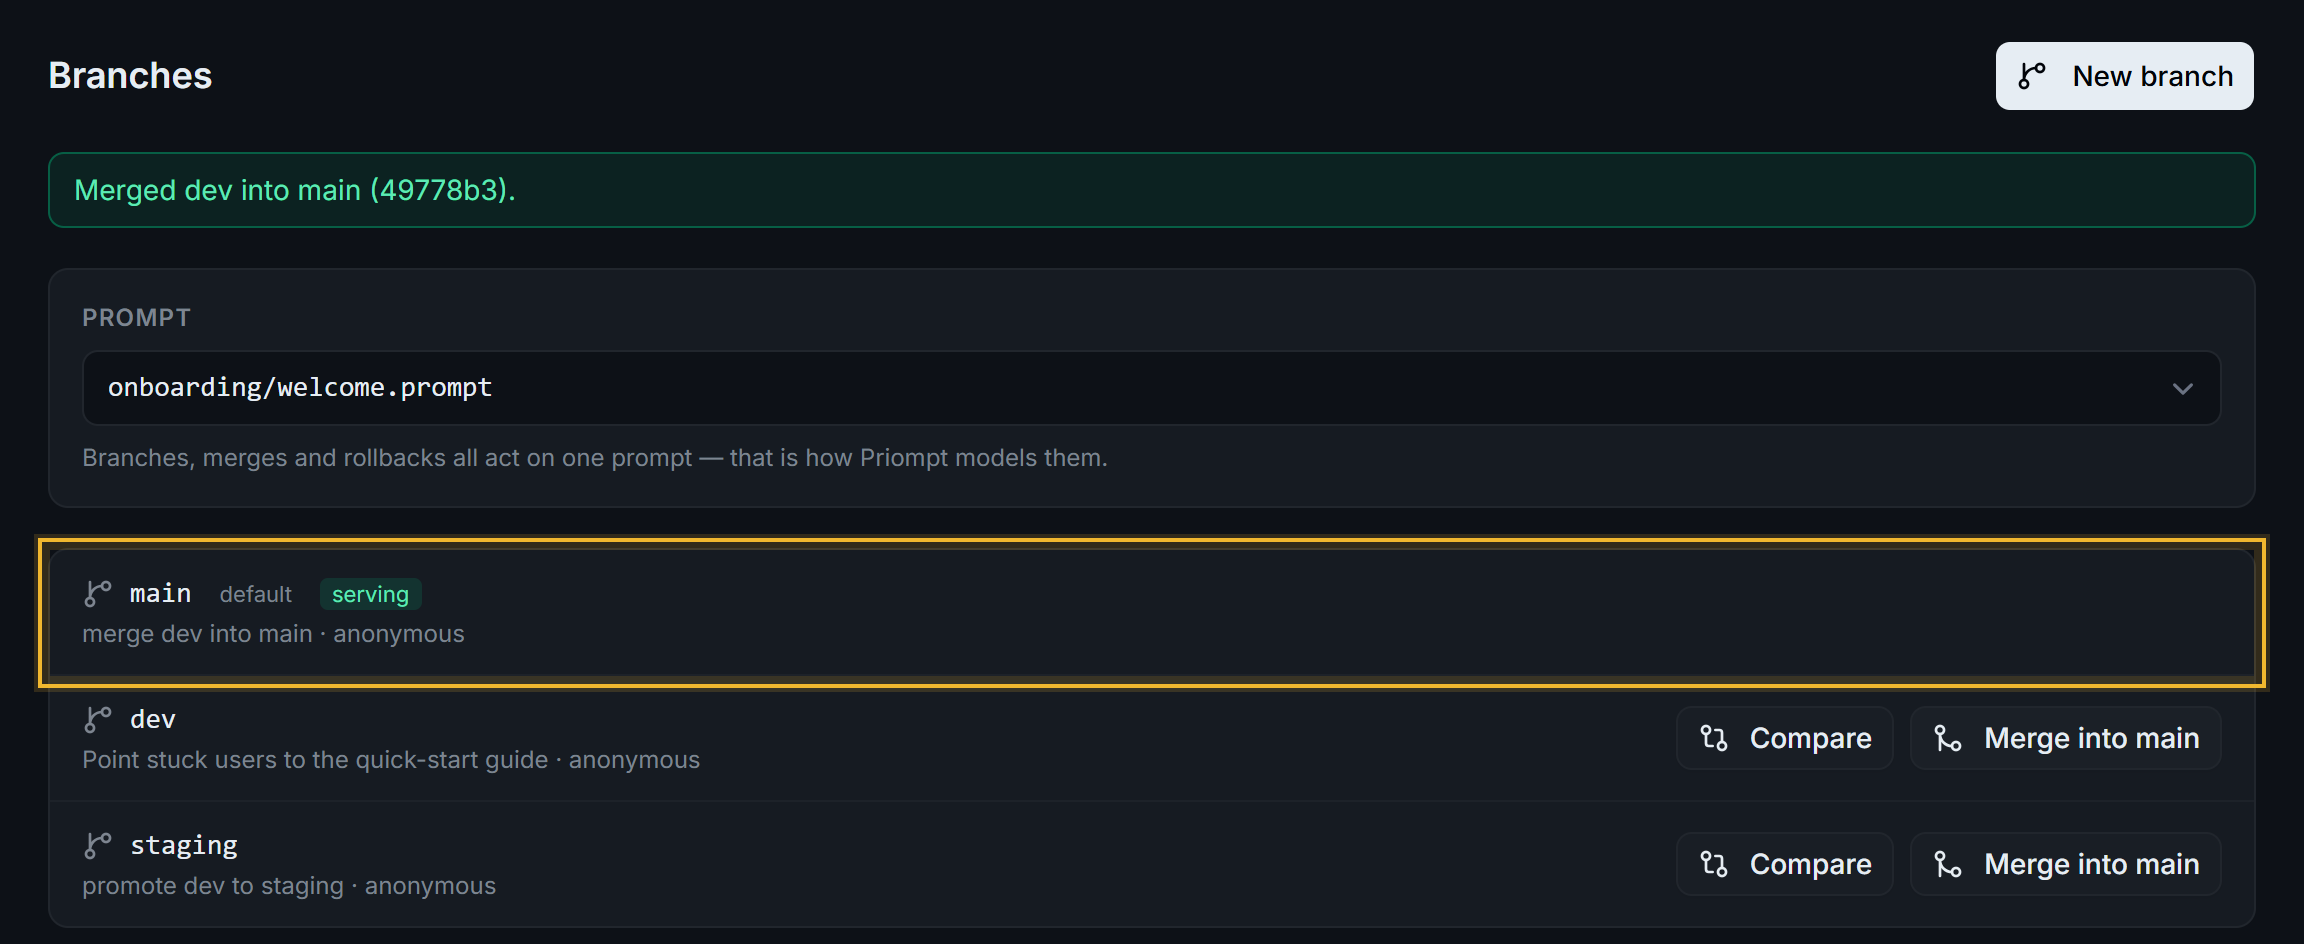 Branches
New branch
Merged dev into main (49778b3).
PROMPT
onboarding/welcome.prompt
Branches, merges and rollbacks all act on one prompt — that is how Priompt models them.
main default serving
merge dev into main · anonymous
dev
Point stuck users to the quick-start guide · anonymous
Compare
Merge into main
staging
promote dev to staging · anonymous
Compare
Merge into main